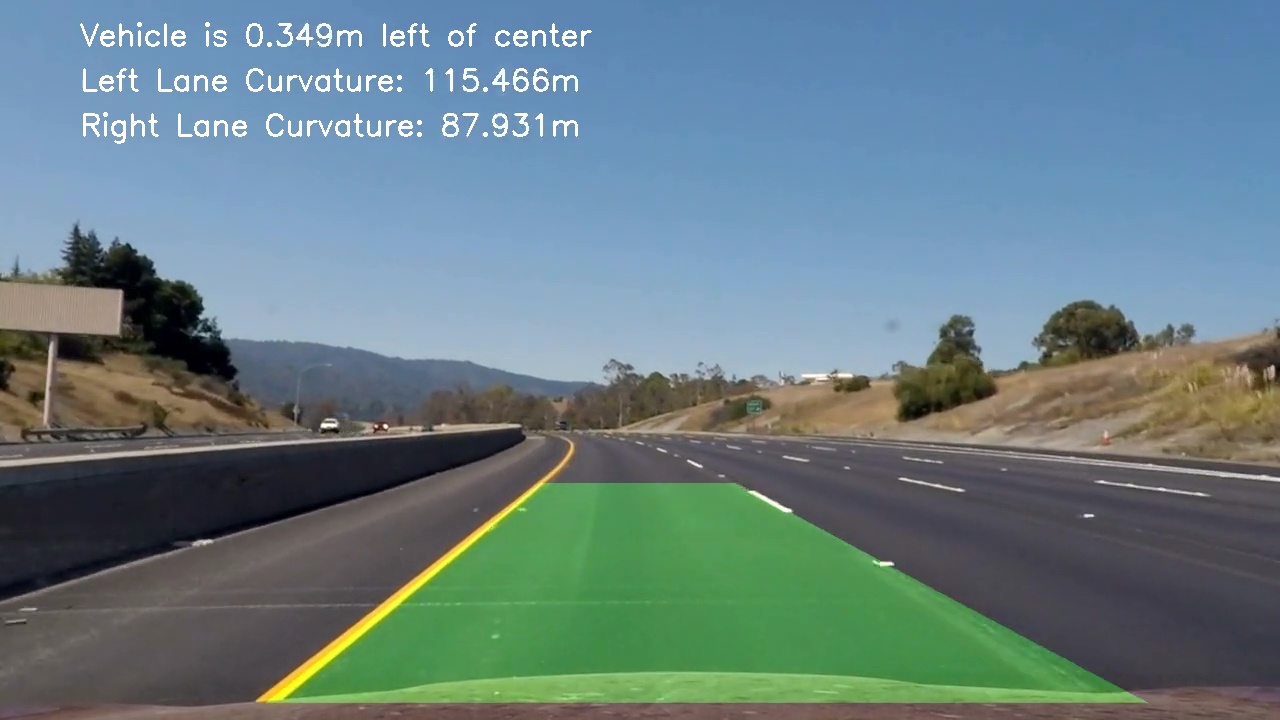 Vehicle is 0.349m left of center
Left Lane Curvature: 115.466m
Right Lane Curvature: 87.931m